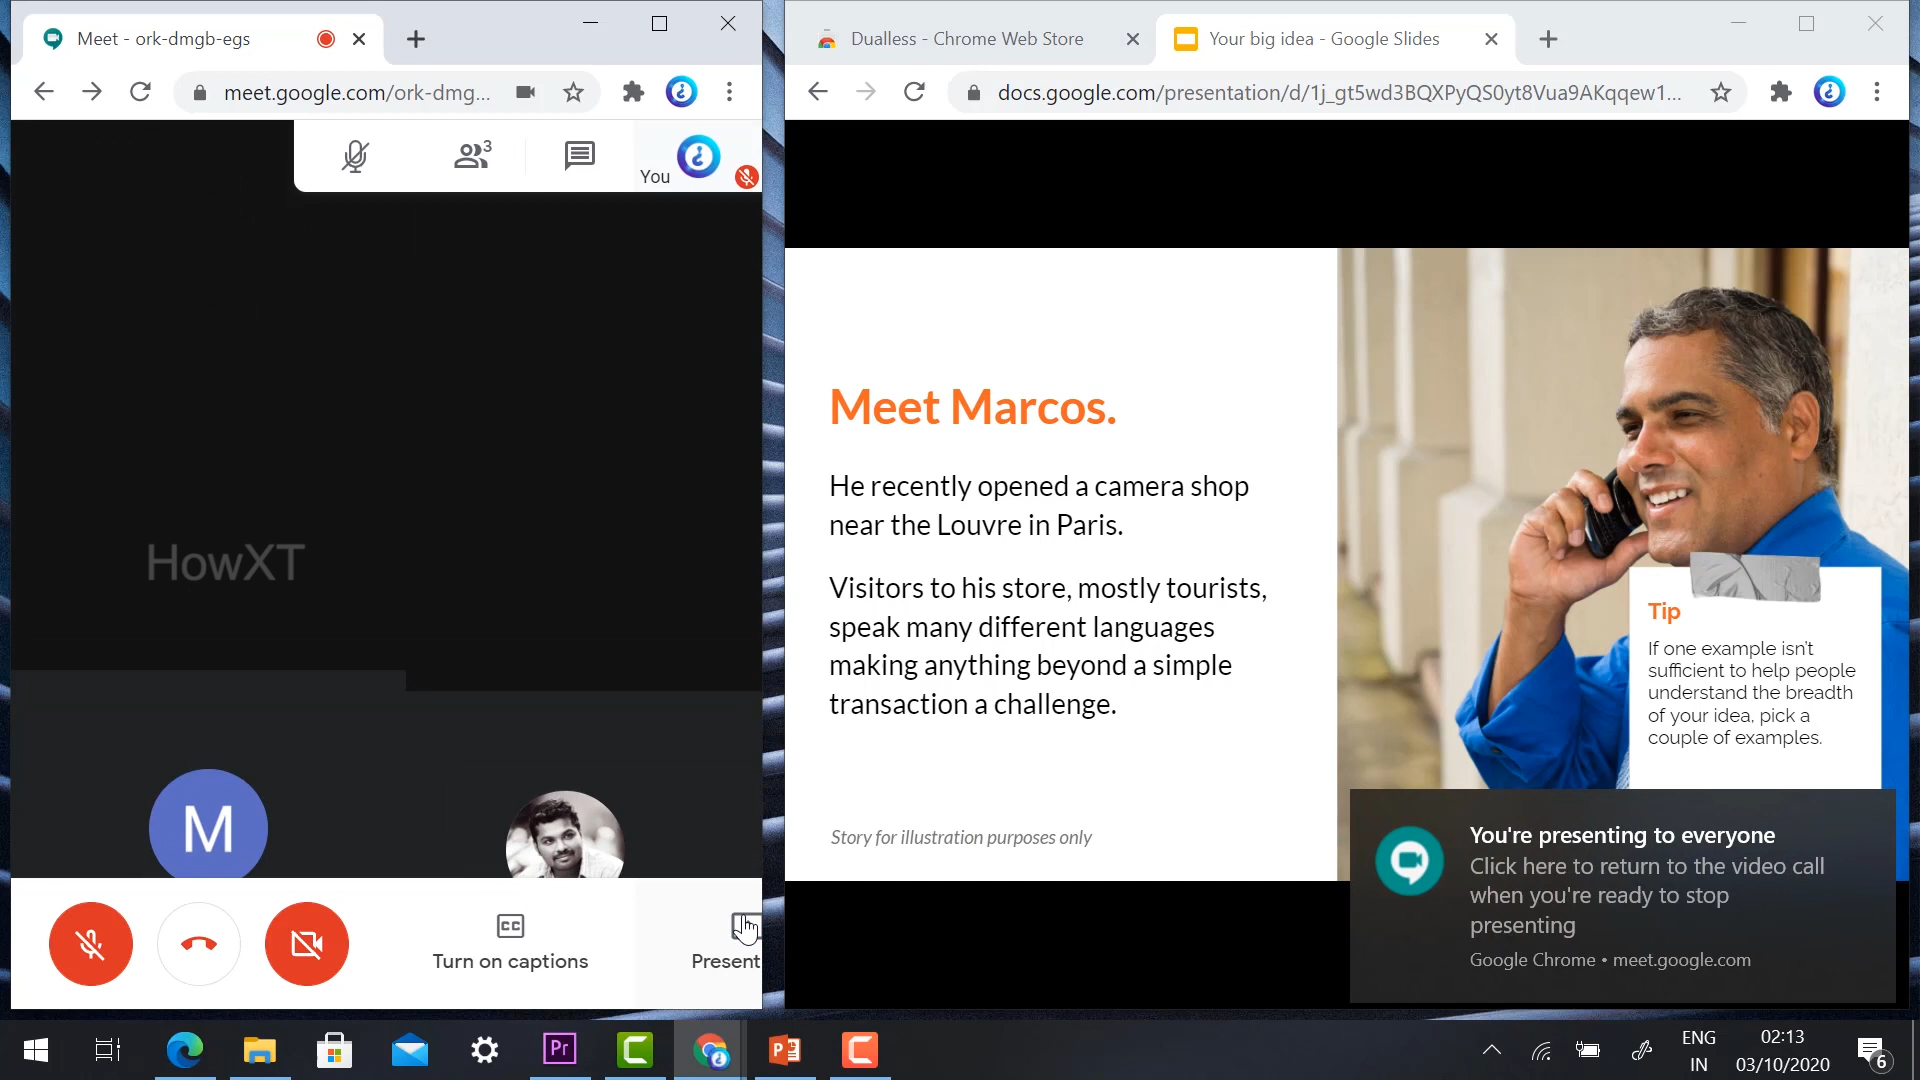 Meet - ork-dmgb-egs
meet.google.com/ork-dmg...
3
You
HowXT
M
CC
Turn on captions
Present
Dualless - Chrome Web Store
Your big idea - Google Slides
docs.google.com/presentation/d/1j_gt5wd3BQXPyQS0yt8Vua9AKqqew1...
Meet Marcos.
He recently opened a camera shop
near the Louvre in Paris.
Visitors to his store, mostly tourists,
speak many different languages
making anything beyond a simple
transaction a challenge.
Story for illustration purposes only
Tip
If one example isn't
sufficient to help people
understand the breadth
of your idea, pick a
couple of examples.
You're presenting to everyone
Click here to return to the video call
when you're ready to stop
presenting
Google Chrome • meet.google.com
Pr
ENG
IN
02:13
03/10/2020
6